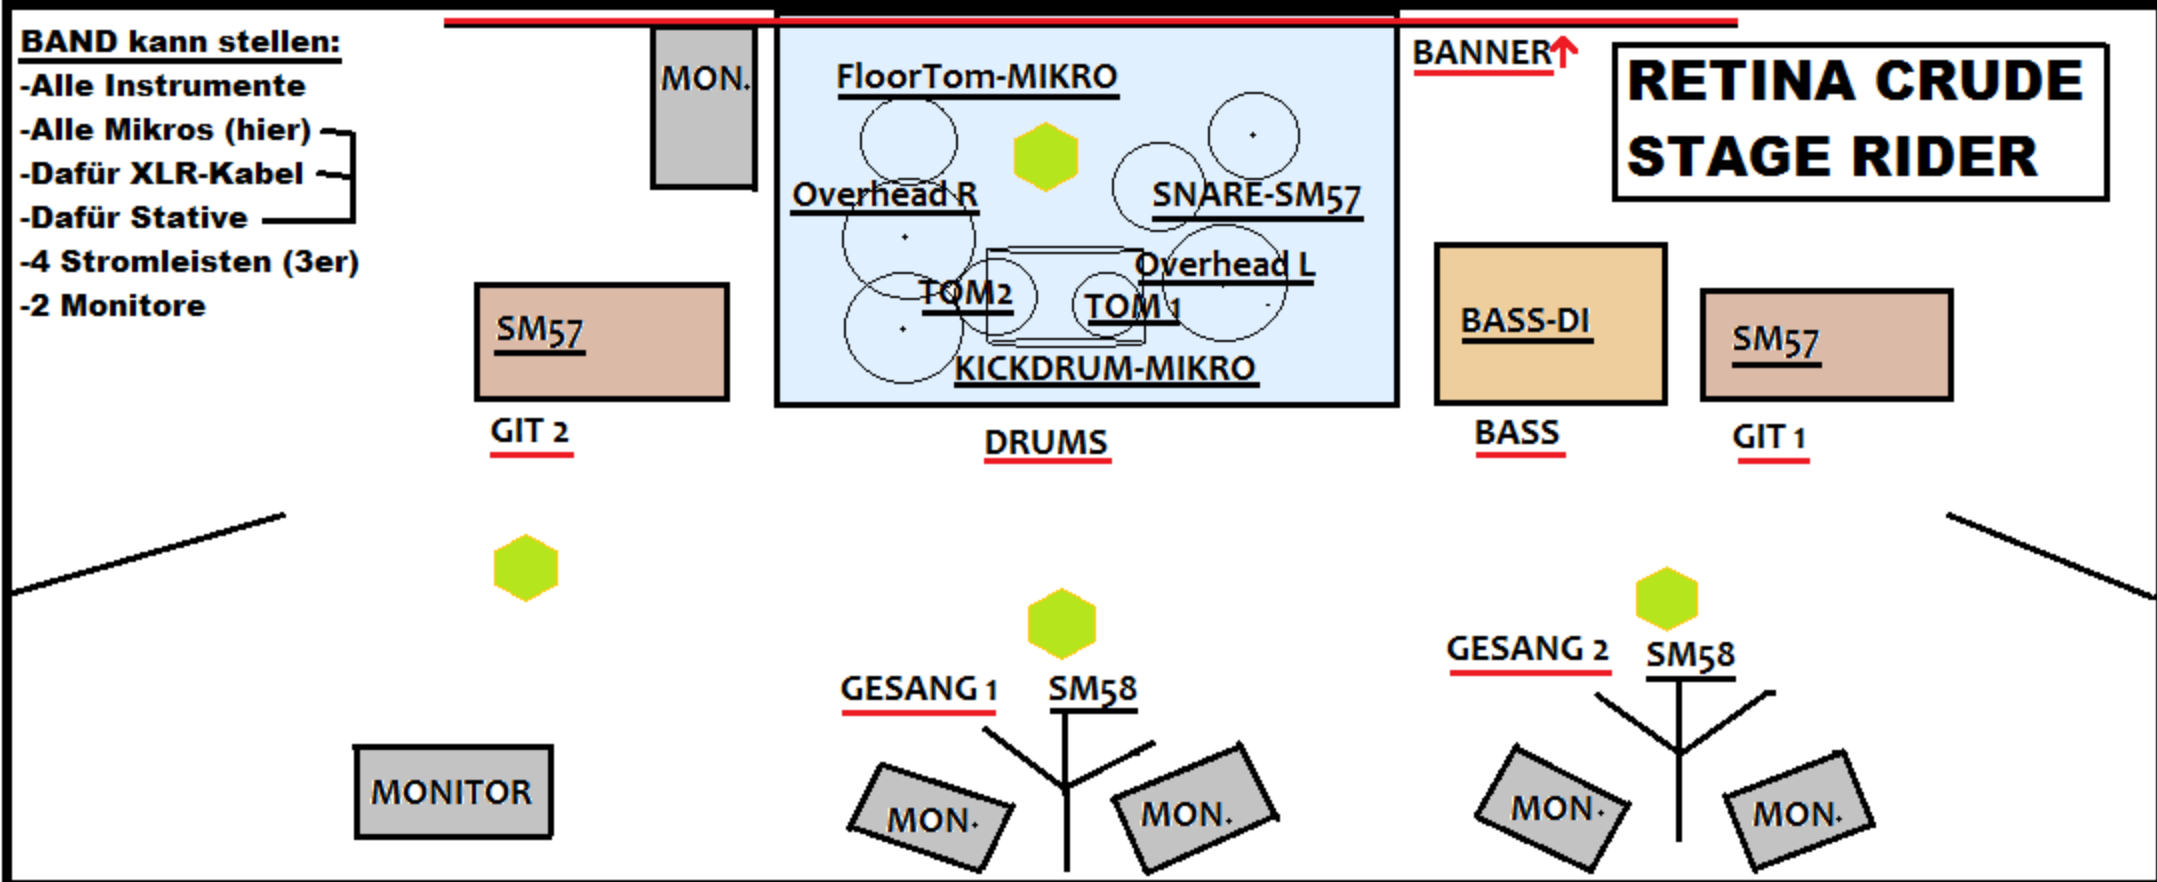 BAND kann stellen:
-Alle Instrumente
-Alle Mikros (hier)
-Dafür XLR-Kabel
-Dafür Stative
-4 Stromleisten (3er)
-2 Monitore
MON.
FloorTom-MIKRO
Overhead R
SNARE-SM57
Overhead L
TOM2
TOM 1
KICKDRUM-MIKRO
DRUMS
BANNER
RETINA CRUDE
STAGE RIDER
SM57
GIT 2
BASS-DI
BASS
SM57
GIT 1
GESANG 1
SM58
GESANG 2
SM58
MONITOR
MON.
MON.
MON.
MON.